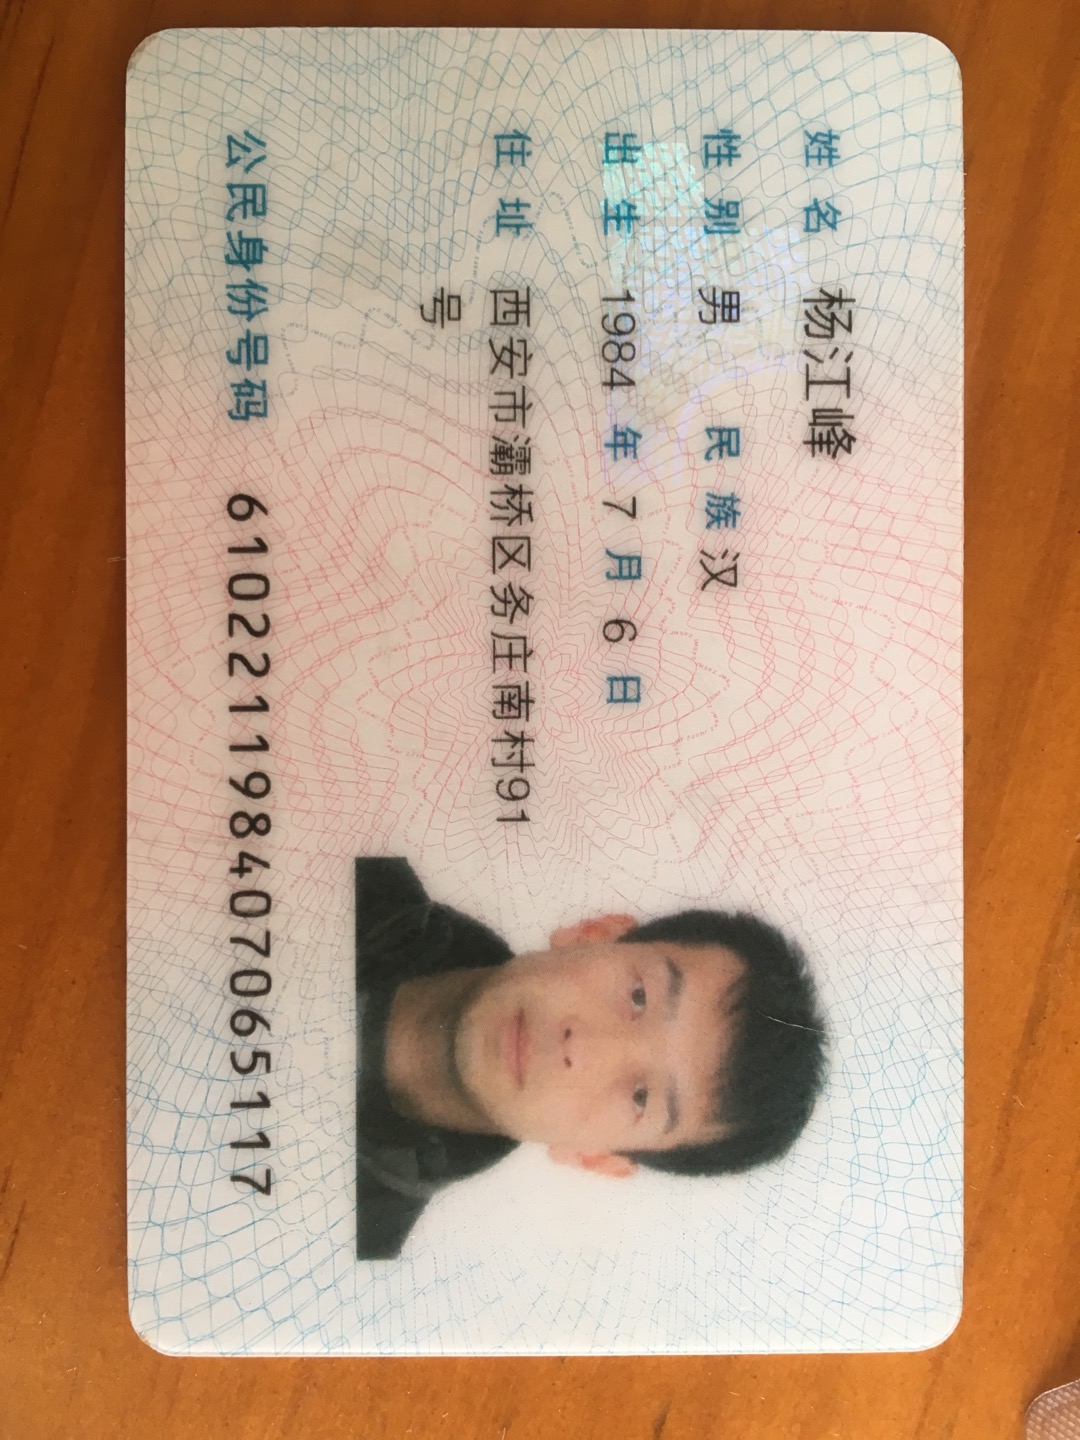 姓名 杨江峰
性别 男 民族 汉
出生 1984 年 7 月 6 日
住址 西安市灞桥区务庄南村91
号
公民身份号码 610221198407065117